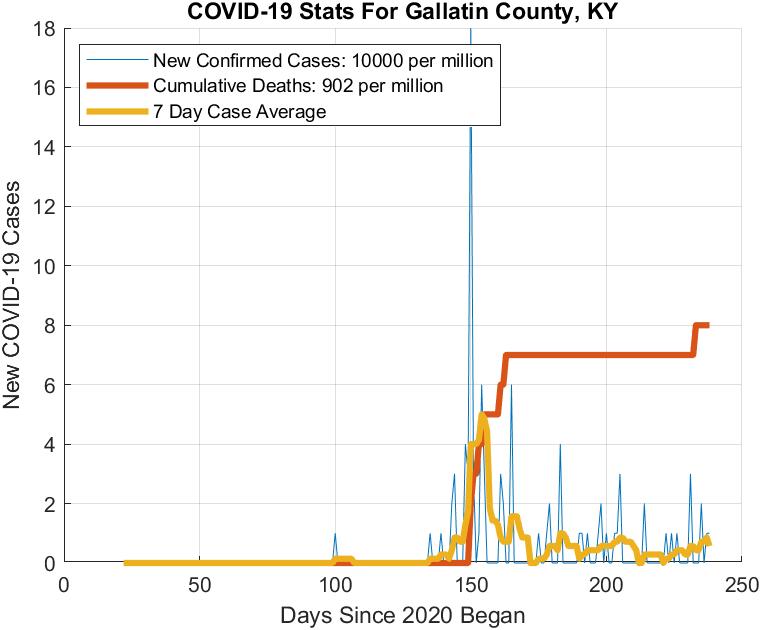 COVID-19 Stats For Gallatin County, KY
New Confirmed Cases: 10000 per million
Cumulative Deaths: 902 per million
7 Day Case Average
New COVID-19 Cases
18
16
14
12
10
8
6
4
2
0
0 50 100 150 200 250
Days Since 2020 Began